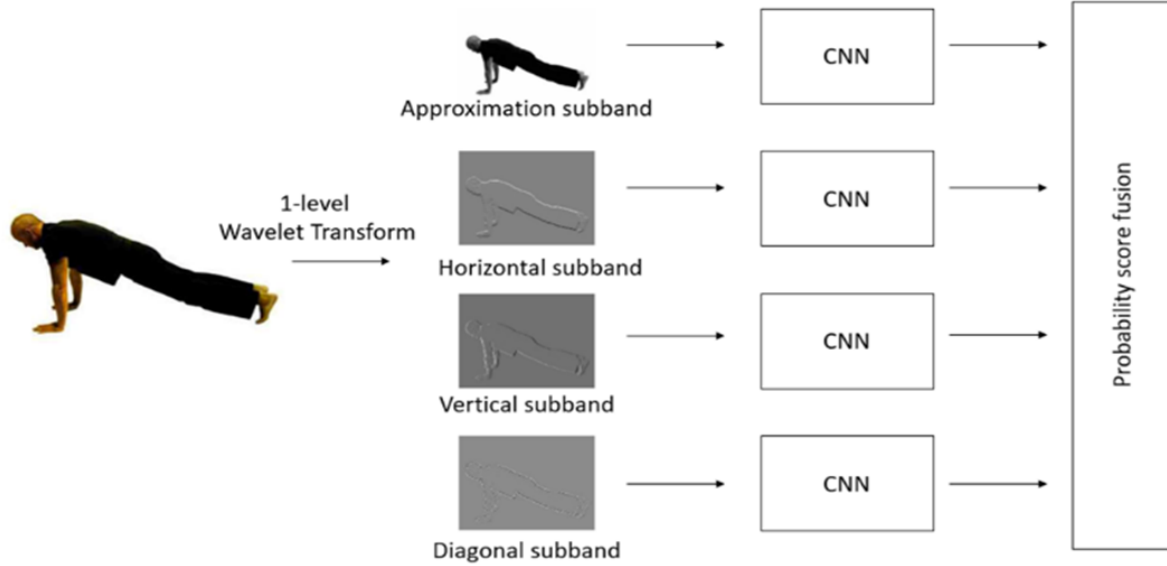 1-level
Wavelet Transform
Approximation subband
CNN
Horizontal subband
CNN
Vertical subband
CNN
Diagonal subband
CNN
Probability score fusion